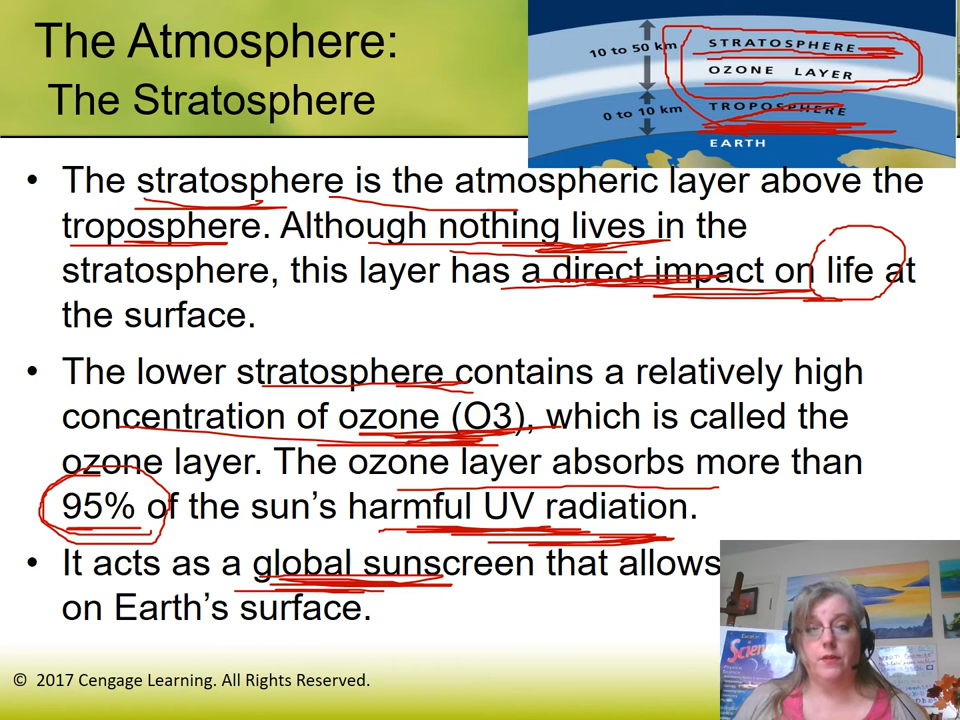 The Atmosphere:
The Stratosphere
10 to 50 km
STRATOSPHERE
OZONE LAYER
0 to 10 km
TROPOSPHERE
EARTH
• The stratosphere is the atmospheric layer above the
troposphere. Although nothing lives in the
stratosphere, this layer has a direct impact on life at
the surface.
• The lower stratosphere contains a relatively high
concentration of ozone (O3), which is called the
ozone layer. The ozone layer absorbs more than
95% of the sun’s harmful UV radiation.
• It acts as a global sunscreen that allows
on Earth’s surface.
© 2017 Cengage Learning. All Rights Reserved.
Science